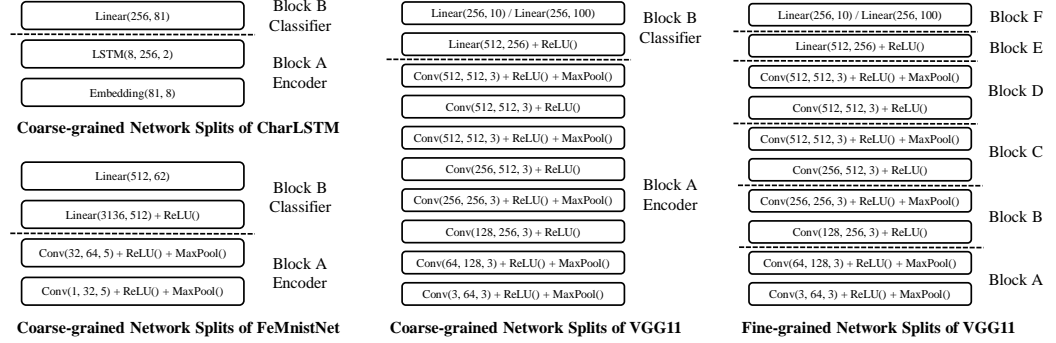 Linear(256, 81)
Block B
Classifier
LSTM(8, 256, 2)
Embedding(81, 8)
Block A
Encoder
Coarse-grained Network Splits of CharLSTM
Linear(512, 62)
Linear(3136, 512) + ReLU()
Block B
Classifier
Conv(32, 64, 5) + ReLU() + MaxPool()
Conv(1, 32, 5) + ReLU() + MaxPool()
Block A
Encoder
Coarse-grained Network Splits of FeMnistNet
Linear(256, 10) / Linear(256, 100)
Linear(512, 256) + ReLU()
Block B
Classifier
Conv(512, 512, 3) + ReLU() + MaxPool()
Conv(512, 512, 3) + ReLU()
Conv(512, 512, 3) + ReLU() + MaxPool()
Conv(256, 512, 3) + ReLU()
Conv(256, 256, 3) + ReLU() + MaxPool()
Conv(128, 256, 3) + ReLU()
Conv(64, 128, 3) + ReLU() + MaxPool()
Conv(3, 64, 3) + ReLU() + MaxPool()
Block A
Encoder
Coarse-grained Network Splits of VGG11
Linear(256, 10) / Linear(256, 100)
Block F
Linear(512, 256) + ReLU()
Block E
Conv(512, 512, 3) + ReLU() + MaxPool()
Conv(512, 512, 3) + ReLU()
Block D
Conv(512, 512, 3) + ReLU() + MaxPool()
Conv(256, 512, 3) + ReLU()
Block C
Conv(256, 256, 3) + ReLU() + MaxPool()
Conv(128, 256, 3) + ReLU()
Block B
Conv(64, 128, 3) + ReLU() + MaxPool()
Conv(3, 64, 3) + ReLU() + MaxPool()
Block A
Fine-grained Network Splits of VGG11